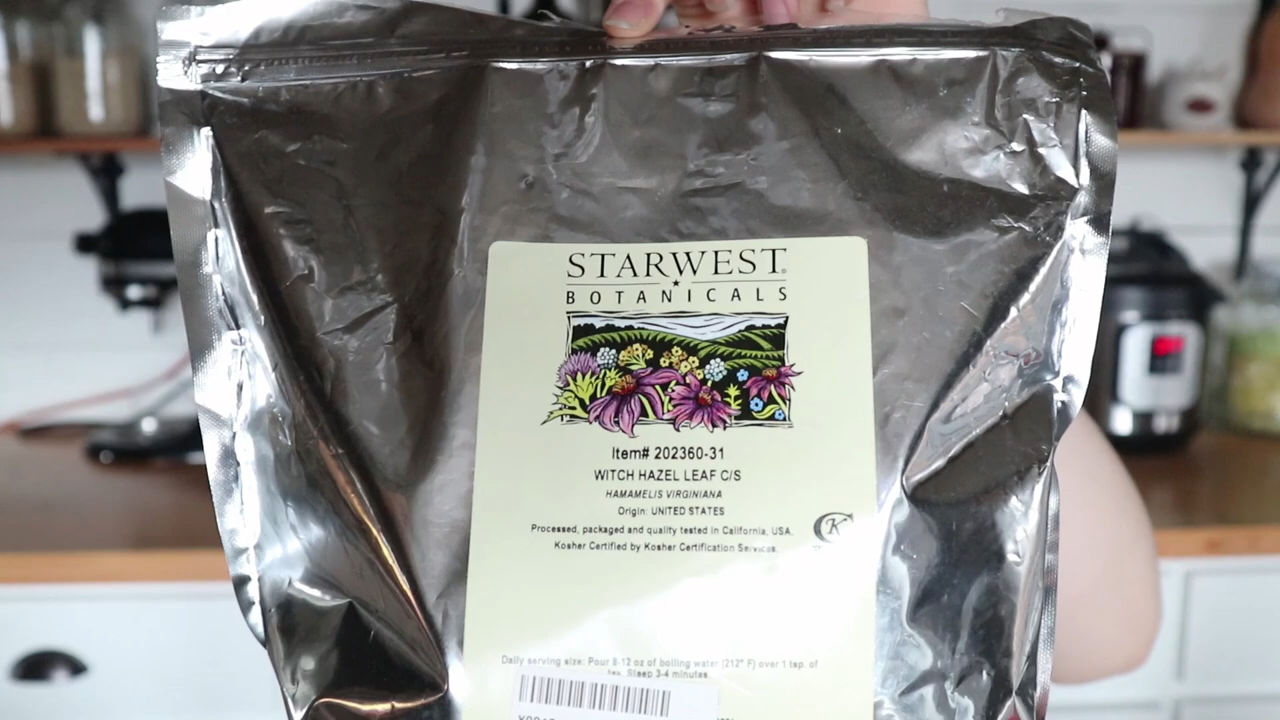 STARWEST®
BOTANICALS
Item# 202360-31
WITCH HAZEL LEAF C/S
HAMAMELIS VIRGINIANA
Origin: UNITED STATES
Processed, packaged and quality tested in California, USA.
Kosher Certified by Kosher Certification Services.
K
Daily serving size: Pour 8-12 oz of boiling water (212° F) over 1 tsp. of
tea. Steep 3-4 minutes.